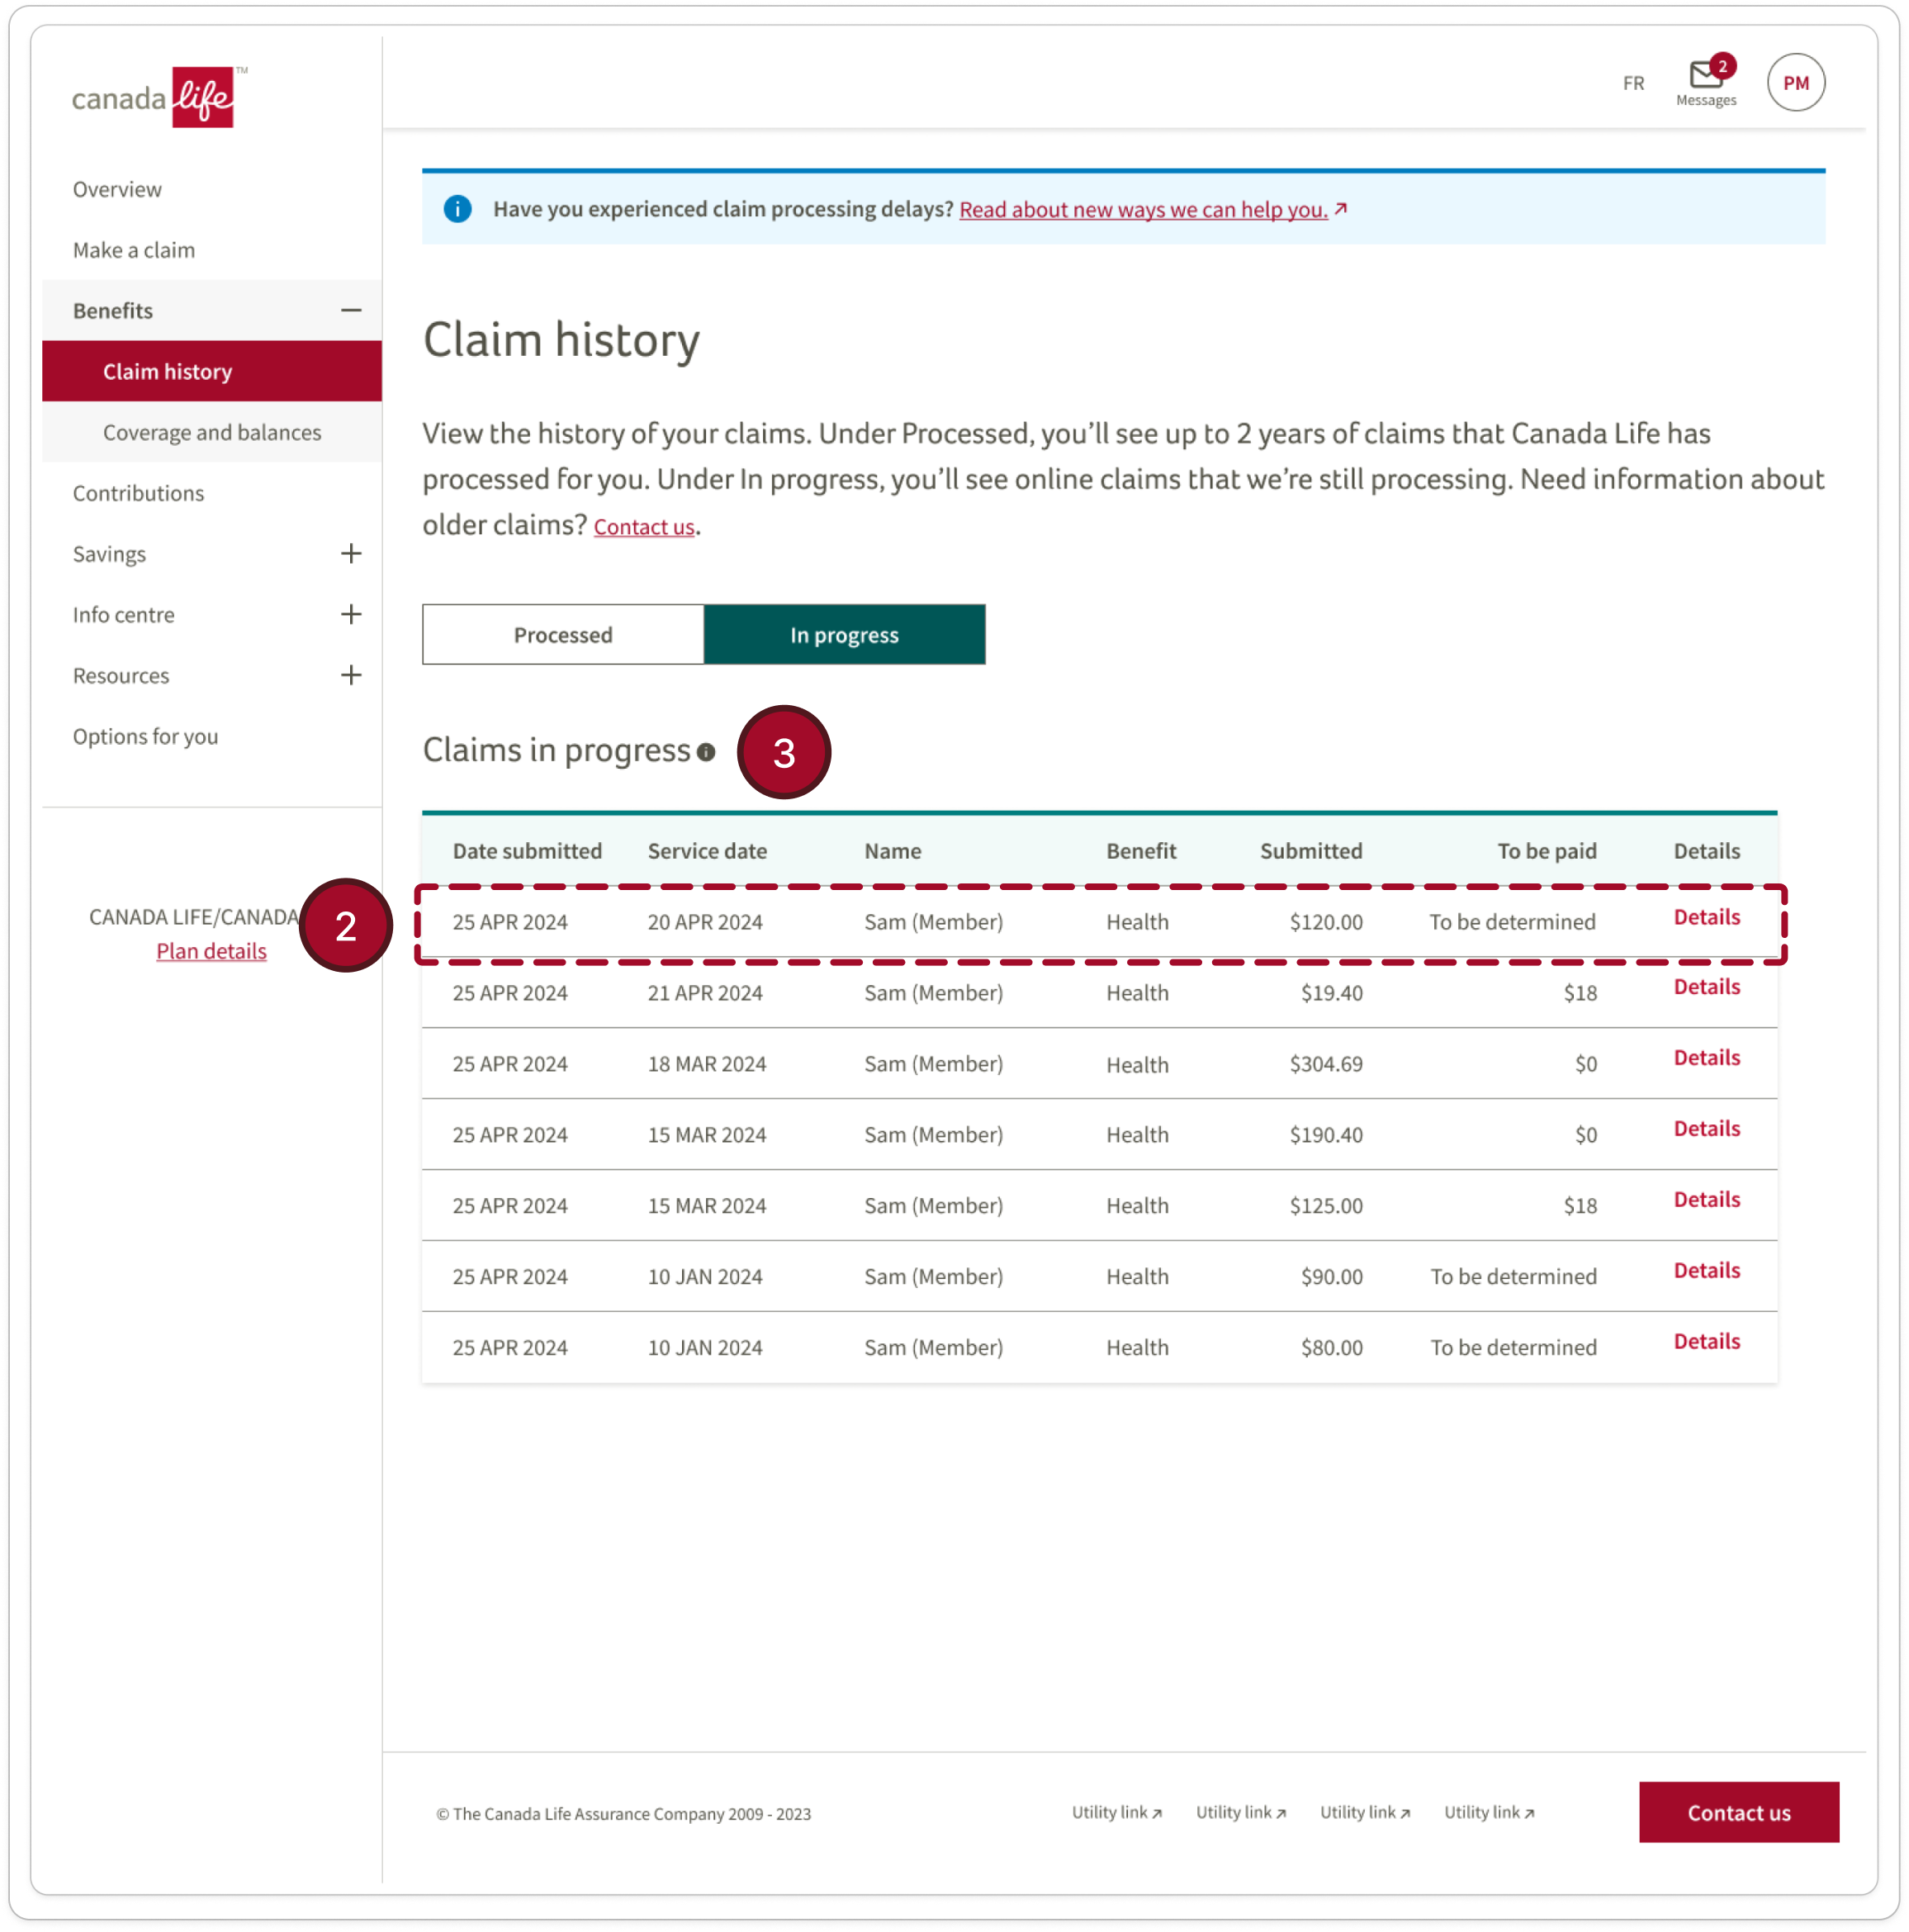 canada life™
FR
2
Messages
PM
Overview
Make a claim
Benefits
Claim history
Coverage and balances
Contributions
Savings
Info centre
Resources
Options for you
CANADA LIFE/CANADA
Plan details
Have you experienced claim processing delays? Read about new ways we can help you.
Claim history
View the history of your claims. Under Processed, you’ll see up to 2 years of claims that Canada Life has
processed for you. Under In progress, you’ll see online claims that we’re still processing. Need information about
older claims? Contact us.
Processed In progress
Claims in progress 3
Date submitted Service date Name Benefit Submitted To be paid Details
2 25 APR 2024 20 APR 2024 Sam (Member) Health $120.00 To be determined Details
25 APR 2024 21 APR 2024 Sam (Member) Health $19.40 $18 Details
25 APR 2024 18 MAR 2024 Sam (Member) Health $304.69 $0 Details
25 APR 2024 15 MAR 2024 Sam (Member) Health $190.40 $0 Details
25 APR 2024 15 MAR 2024 Sam (Member) Health $125.00 $18 Details
25 APR 2024 10 JAN 2024 Sam (Member) Health $90.00 To be determined Details
25 APR 2024 10 JAN 2024 Sam (Member) Health $80.00 To be determined Details
© The Canada Life Assurance Company 2009 - 2023 Utility link Utility link Utility link Utility link Contact us